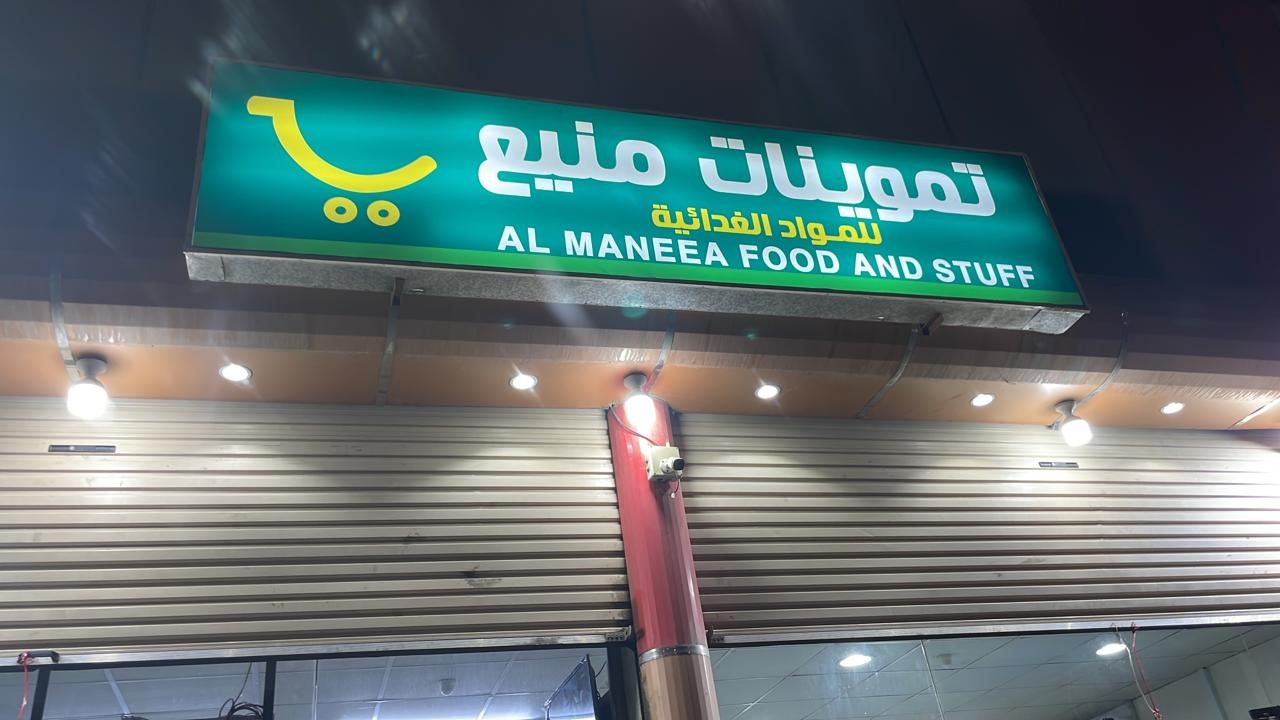 تموينات منيع
للمواد الغدائية
AL MANEEA FOOD AND STUFF